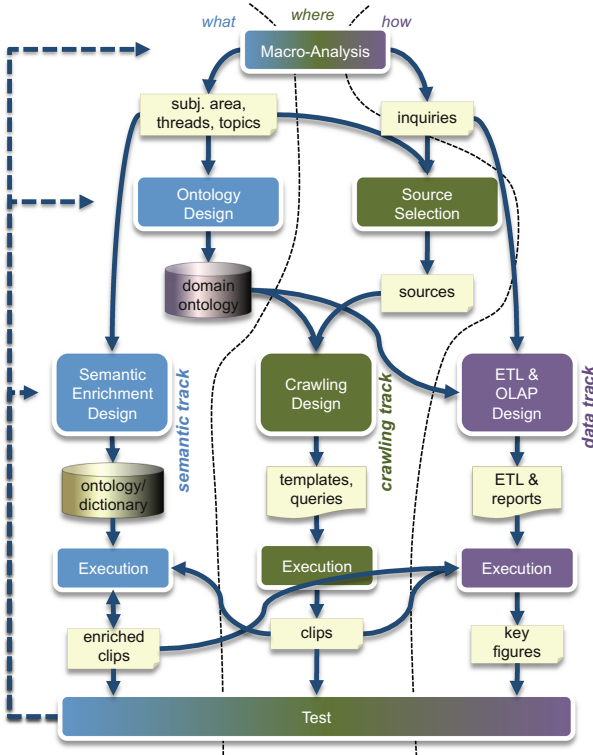 what
where
how
Macro-Analysis
subj. area,
threads, topics
inquiries
Ontology
Design
Source
Selection
domain
ontology
sources
Semantic
Enrichment
Design
semantic track
Crawling
Design
crawling track
ETL &
OLAP
Design
data track
ontology/
dictionary
templates,
queries
ETL &
reports
Execution
Execution
Execution
enriched
clips
clips
key
figures
Test